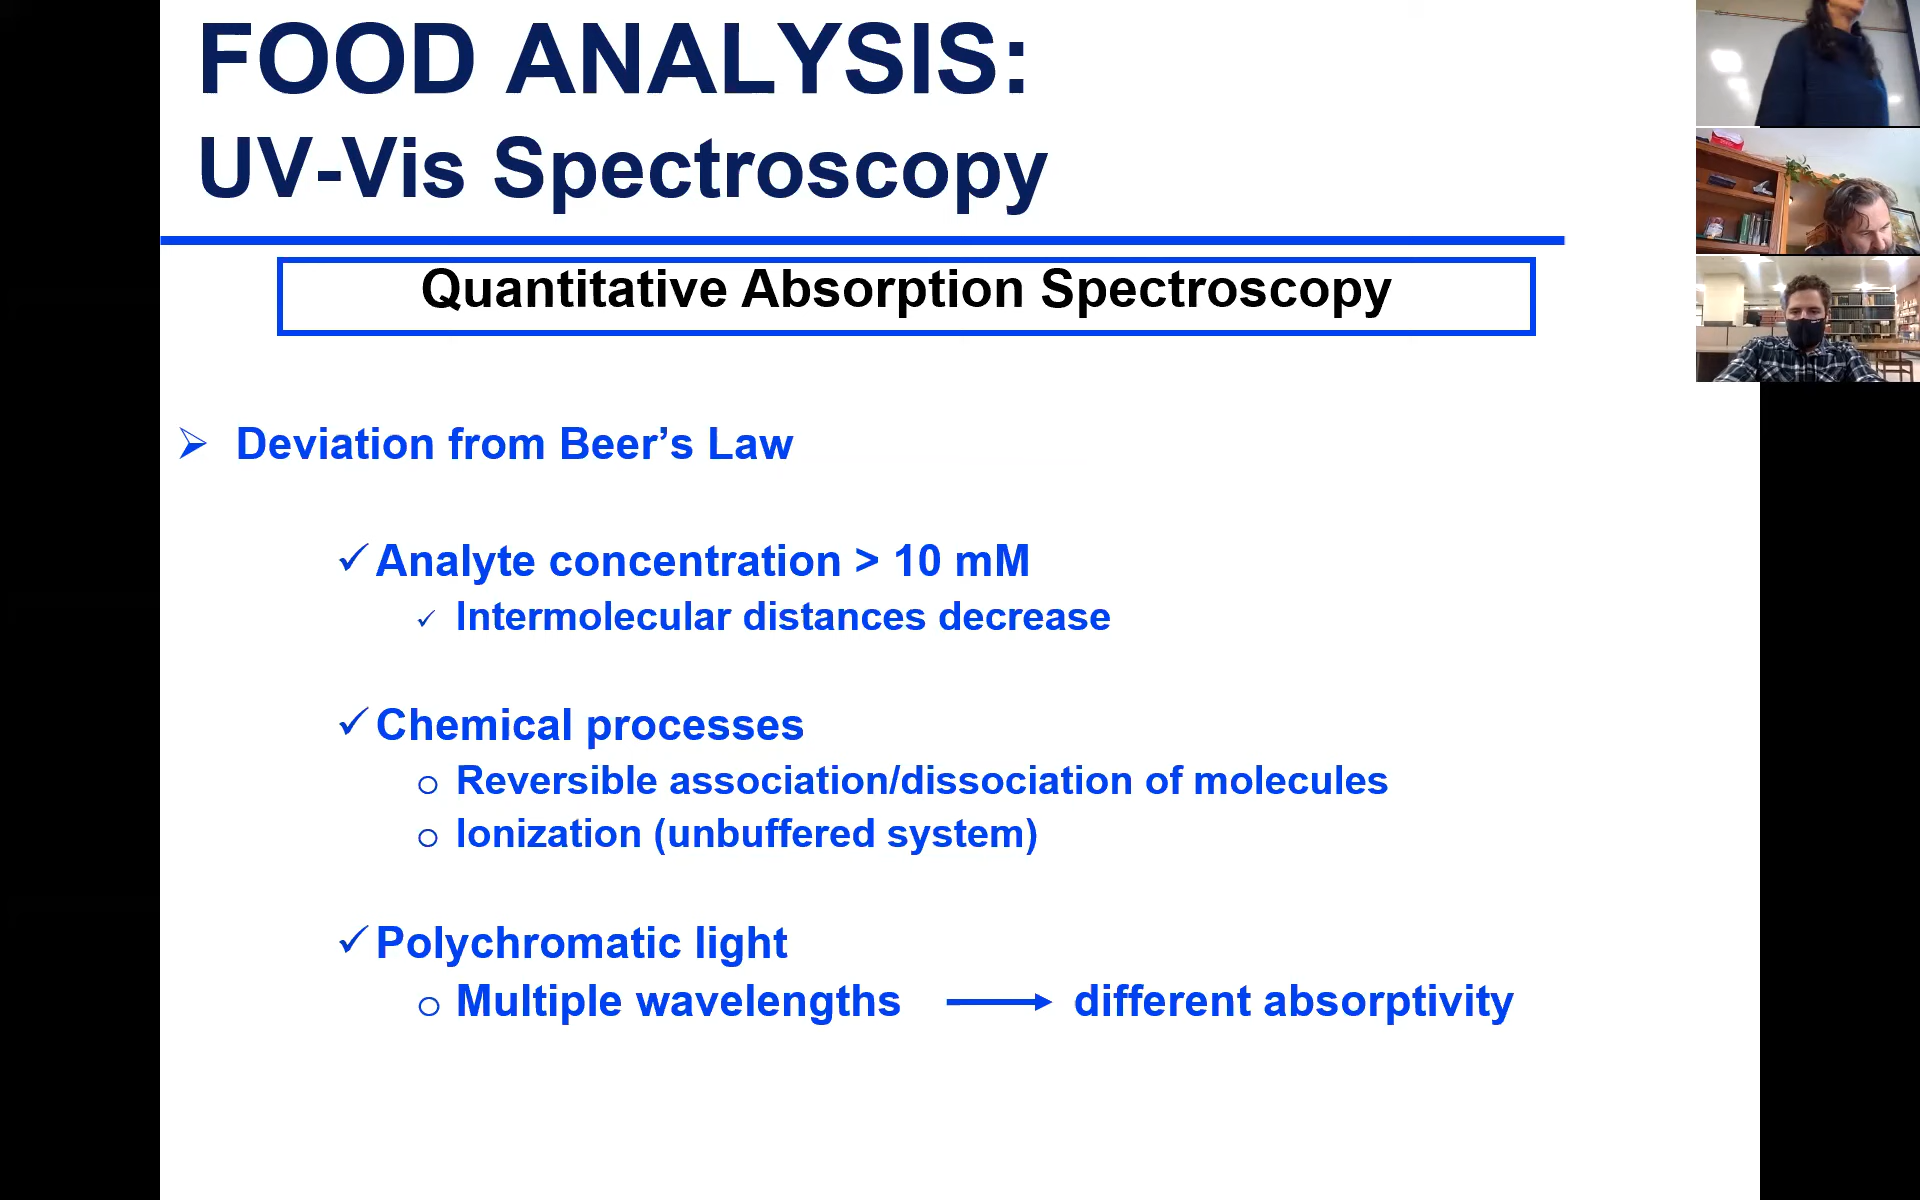 FOOD ANALYSIS:
UV-Vis Spectroscopy
Quantitative Absorption Spectroscopy
Deviation from Beer’s Law
Analyte concentration > 10 mM
Intermolecular distances decrease
Chemical processes
Reversible association/dissociation of molecules
Ionization (unbuffered system)
Polychromatic light
Multiple wavelengths → different absorptivity